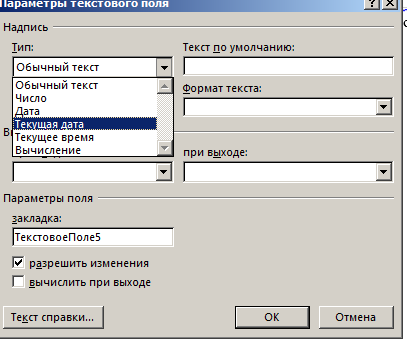 Параметры текстового поля
Надпись
Тип:
Текст по умолчанию:
Обычный текст
Обычный текст
Число
Дата
Текущая дата
Текущее время
Вычисление
Формат текста:
при выходе:
Параметры поля
закладка:
ТекстовоеПоле5
разрешить изменения
вычислить при выходе
Текст справки...
ОК
Отмена